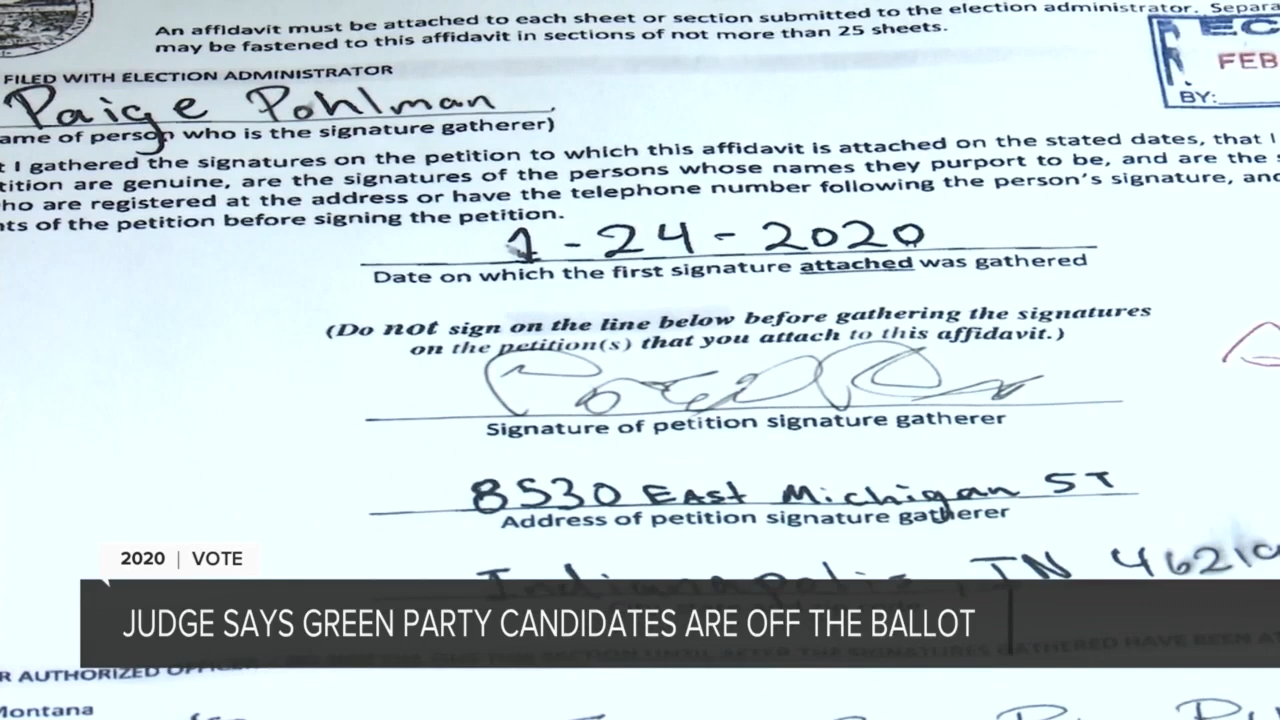 An affidavit must be attached to each sheet or section submitted to the election administrator. Separa
may be fastened to this affidavit in sections of not more than 25 sheets.
EC
FEB
BY:
FILED WITH ELECTION ADMINISTRATOR
Paige Pohlman
ame of person who is the signature gatherer)
t I gathered the signatures on the petition to which this affidavit is attached on the stated dates, that I
tition are genuine, are the signatures of the persons whose names they purport to be, and are the s
ho are registered at the address or have the telephone number following the person's signature, and
nts of the petition before signing the petition.
1-24-2020
Date on which the first signature attached was gathered
(Do not sign on the line below before gathering the signatures
on the petition(s) that you attach to this affidavit.)
Signature of petition signature gatherer
8530 East Michigan ST
Address of petition signature gatherer
Indianapolis, IN 46219
2020 | VOTE
JUDGE SAYS GREEN PARTY CANDIDATES ARE OFF THE BALLOT
R AUTHORIZED
Montana